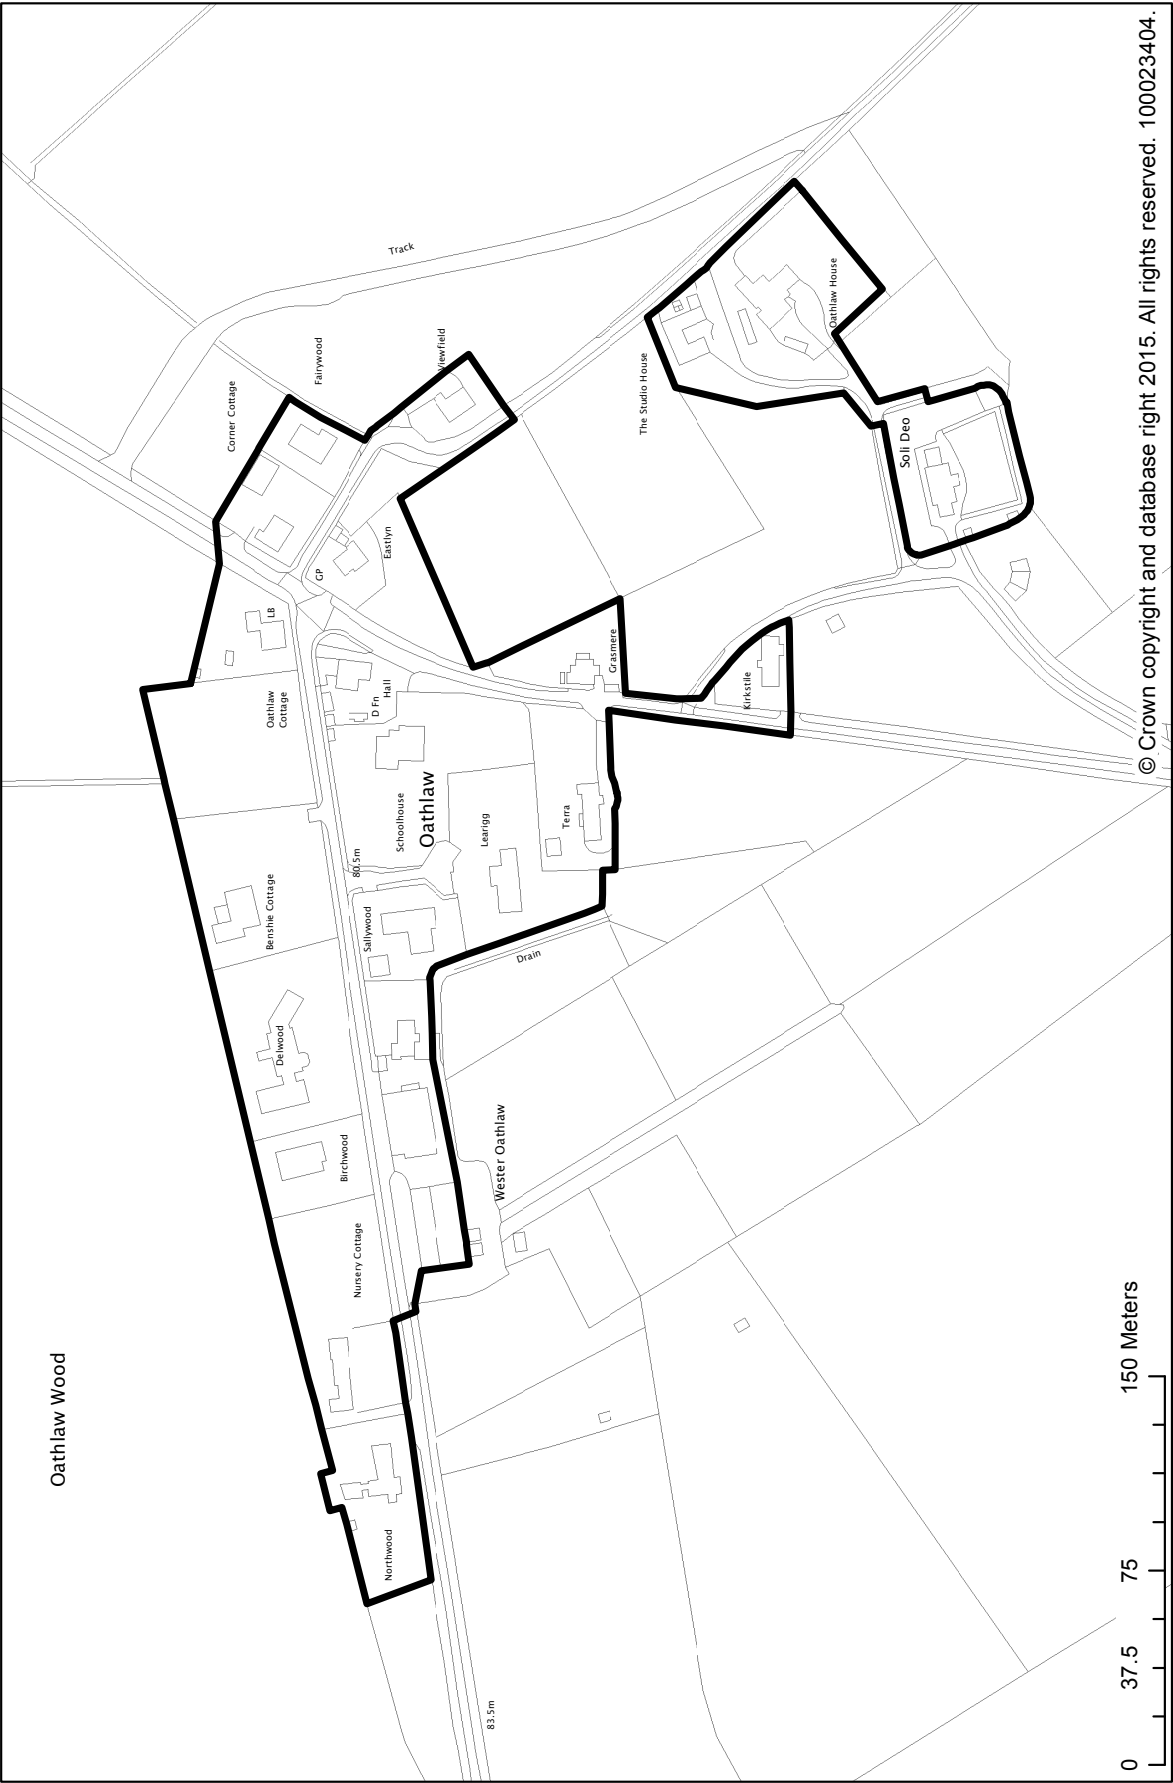 Oathlaw Wood
Corner Cottage
Fairywood
Track
Viewfield
Eastlyn
GP
LB
Oathlaw
Cottage
D Fn
Hall
Schoolhouse
Oathlaw
80.5m
Benshie Cottage
Sallywood
Learigg
Terra
Grasmere
Kirkstile
The Studio House
Oathlaw House
Soli Deo
Delwood
Drain
Birchwood
Wester Oathlaw
Nursery Cottage
Northwood
83.5m
0 37.5 75 150 Meters
© Crown copyright and database right 2015. All rights reserved. 100023404.